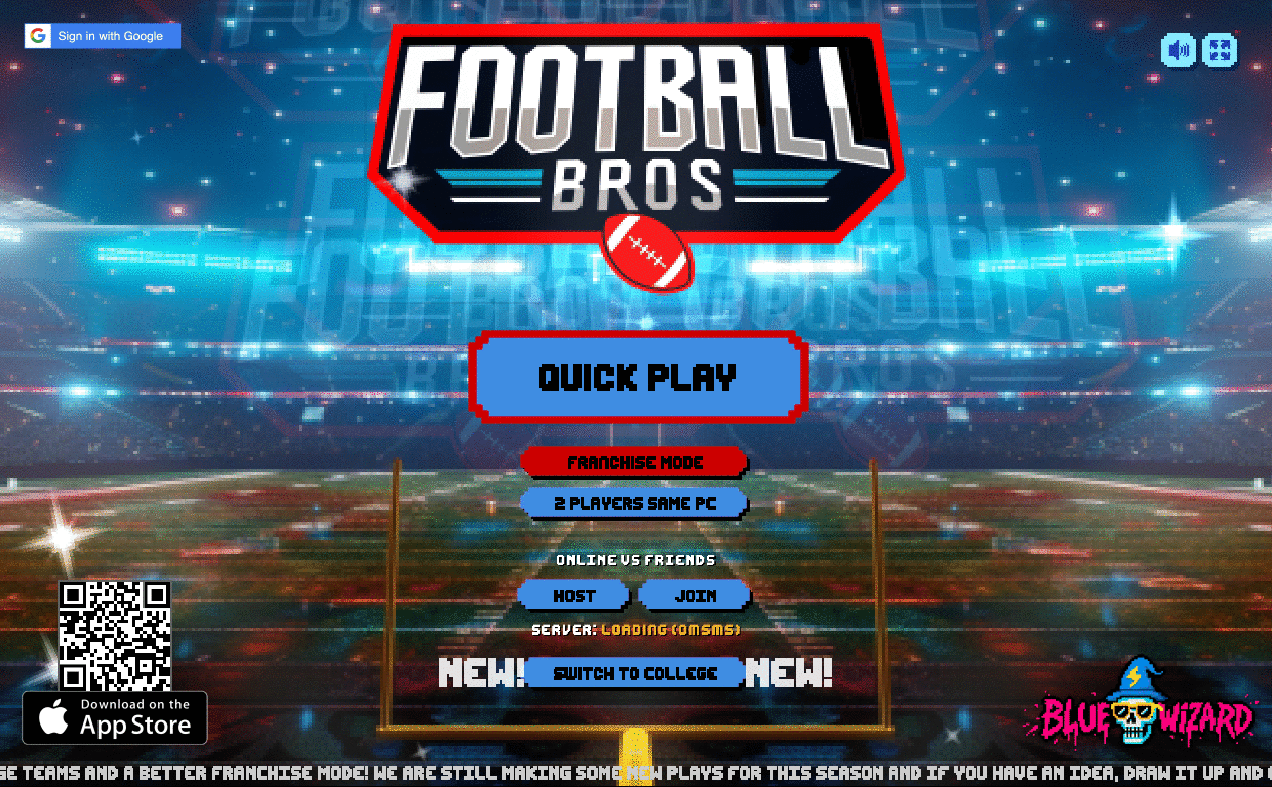 Sign in with Google
FOOTBALL
BROS
QUICK PLAY
FRANCHISE MODE
2 PLAYERS SAME PC
ONLINE VS FRIENDS
HOST
JOIN
SERVER: LOADING (0MSMS)
NEW!
SWITCH TO COLLEGE
NEW!
Download on the
App Store
BLUE WIZARD
GE TEAMS AND A BETTER FRANCHISE MODE! WE ARE STILL MAKING SOME NEW PLAYS FOR THIS SEASON AND IF YOU HAVE AN IDEA, DRAW IT UP AND